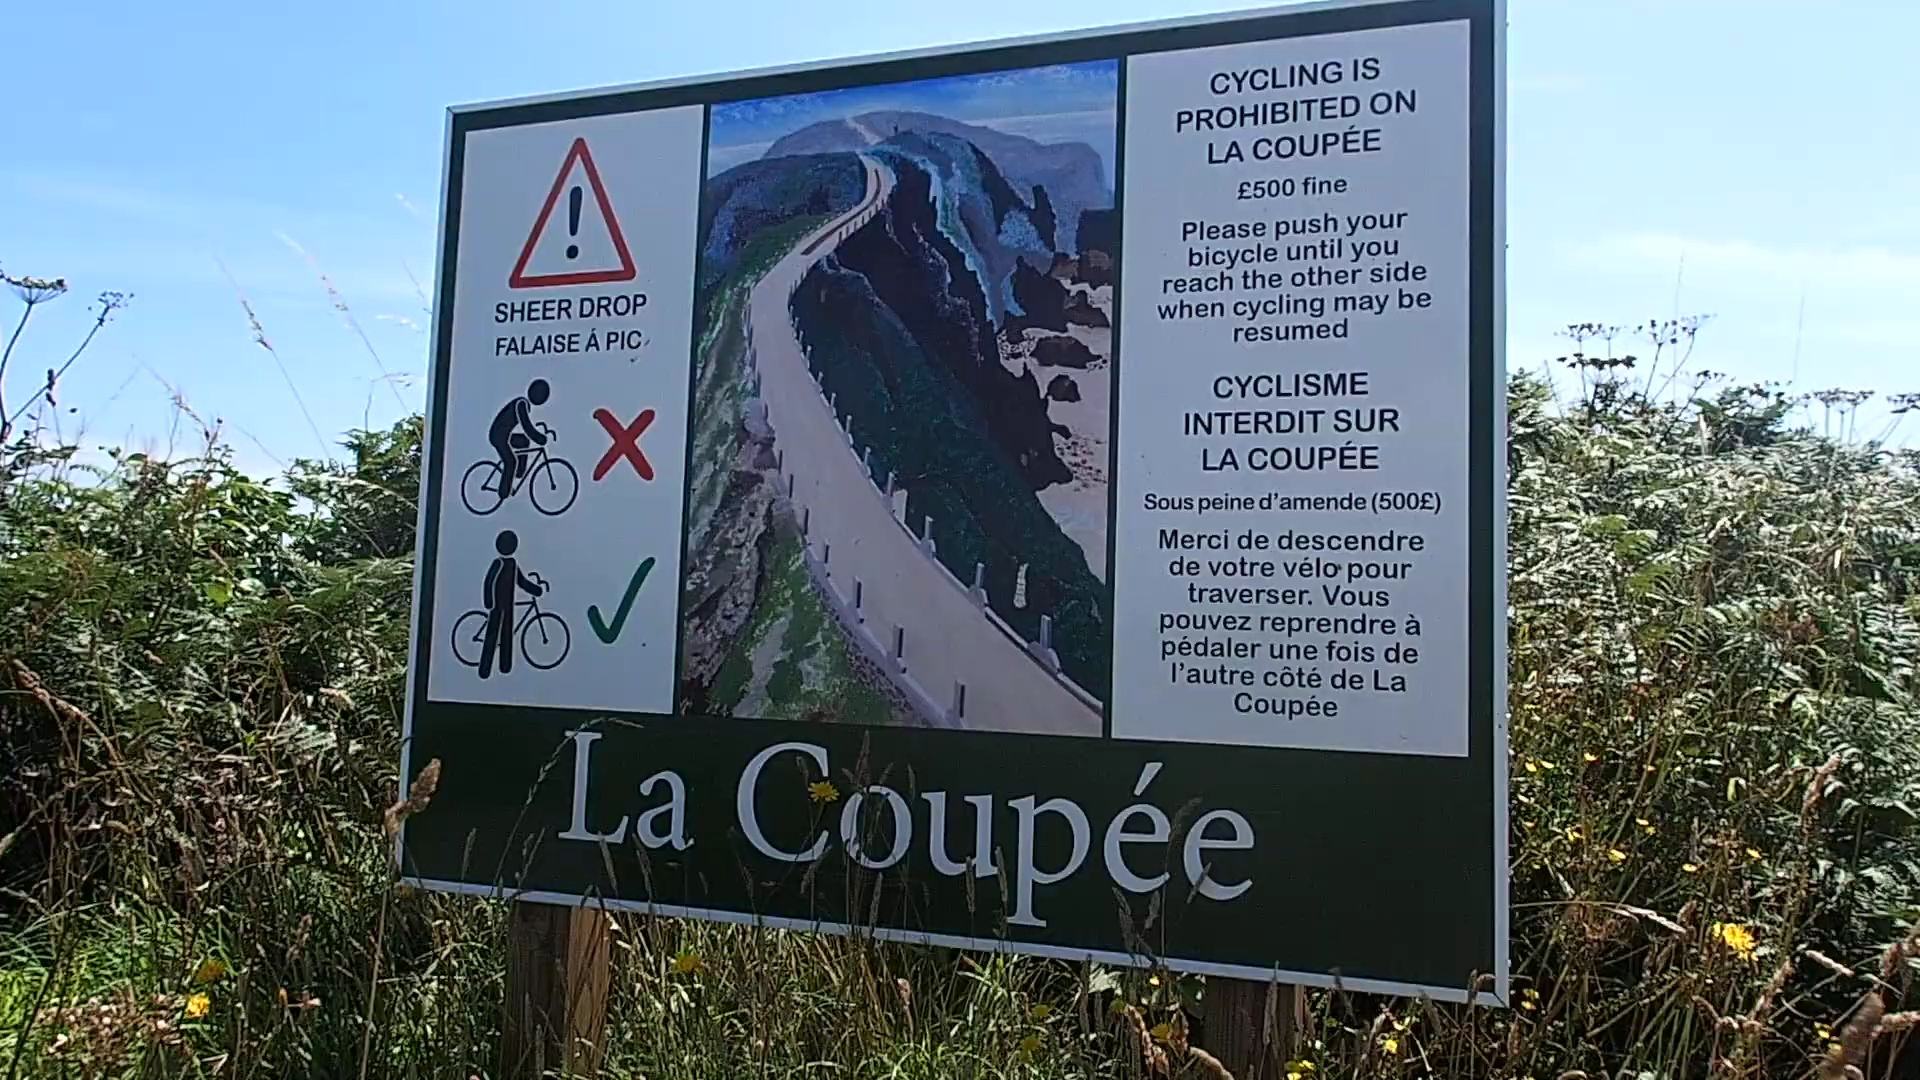 SHEER DROP
FALAISE Á PIC
CYCLING IS
PROHIBITED ON
LA COUPÉE
£500 fine
Please push your
bicycle until you
reach the other side
when cycling may be
resumed
CYCLISME
INTERDIT SUR
LA COUPÉE
Sous peine d'amende (500£)
Merci de descendre
de votre vélo pour
traverser. Vous
pouvez reprendre à
pédaler une fois de
l'autre côté de La
Coupée
La Coupée